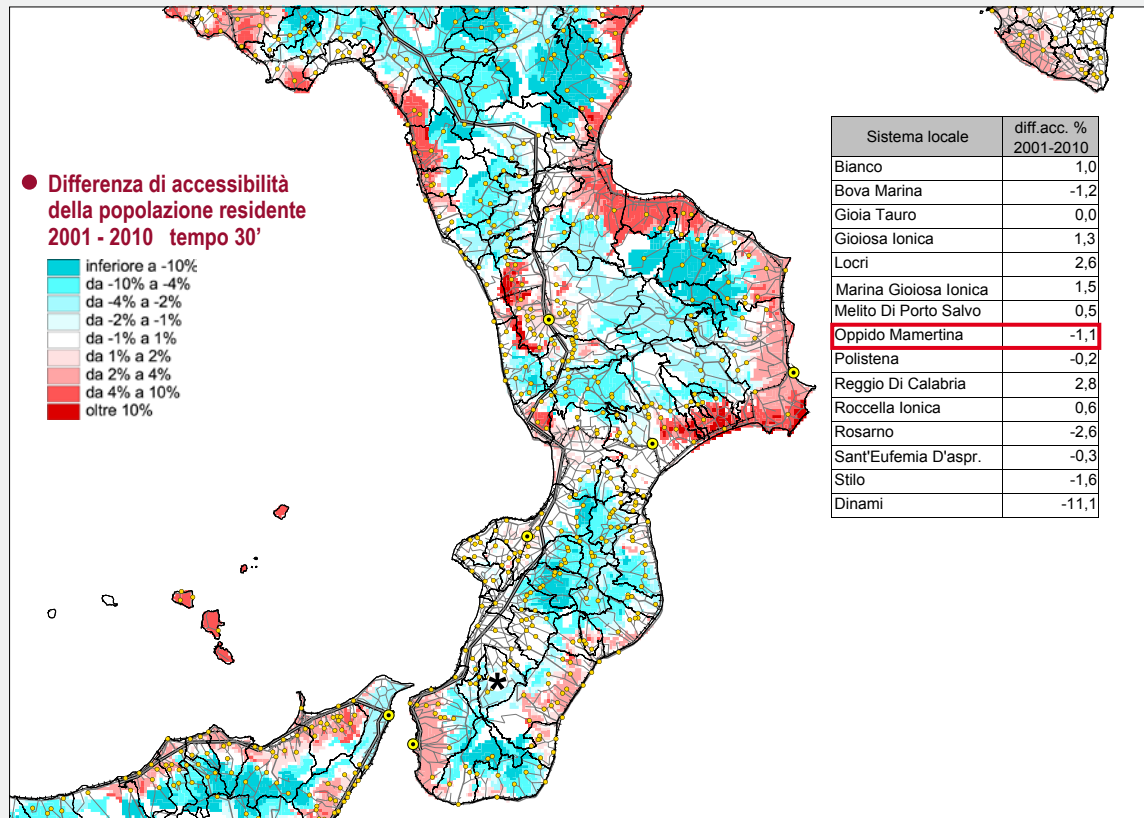 Differenza di accessibilità
della popolazione residente
2001 - 2010 tempo 30'
inferiore a -10%
da -10% a -4%
da -4% a -2%
da -2% a -1%
da -1% a 1%
da 1% a 2%
da 2% a 4%
da 4% a 10%
oltre 10%
Sistema locale diff.acc. %
2001-2010
Bianco 1,0
Bova Marina -1,2
Gioia Tauro 0,0
Gioiosa Ionica 1,3
Locri 2,6
Marina Gioiosa Ionica 1,5
Melito Di Porto Salvo 0,5
Oppido Mamertina -1,1
Polistena -0,2
Reggio Di Calabria 2,8
Roccella Ionica 0,6
Rosarno -2,6
Sant'Eufemia D'aspr. -0,3
Stilo -1,6
Dinami -11,1
*